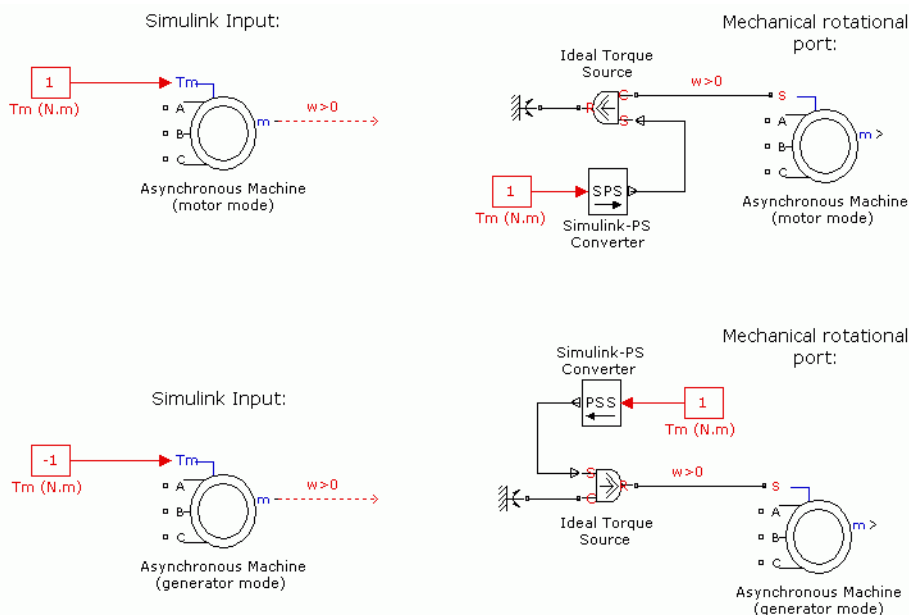 Simulink Input:
1
Tm (N.m)
Tm
A
B
C
m
w>0
Asynchronous Machine
(motor mode)
Mechanical rotational
port:
Ideal Torque
Source
R
C
S
w>0
S
A
B
C
m >
Asynchronous Machine
(motor mode)
1
Tm (N.m)
SPS
Simulink-PS
Converter
Simulink Input:
-1
Tm (N.m)
Tm
A
B
C
m
w>0
Asynchronous Machine
(generator mode)
Mechanical rotational
port:
Simulink-PS
Converter
PSS
1
Tm (N.m)
S
C
R
w>0
Ideal Torque
Source
S
A
B
C
m >
Asynchronous Machine
(generator mode)